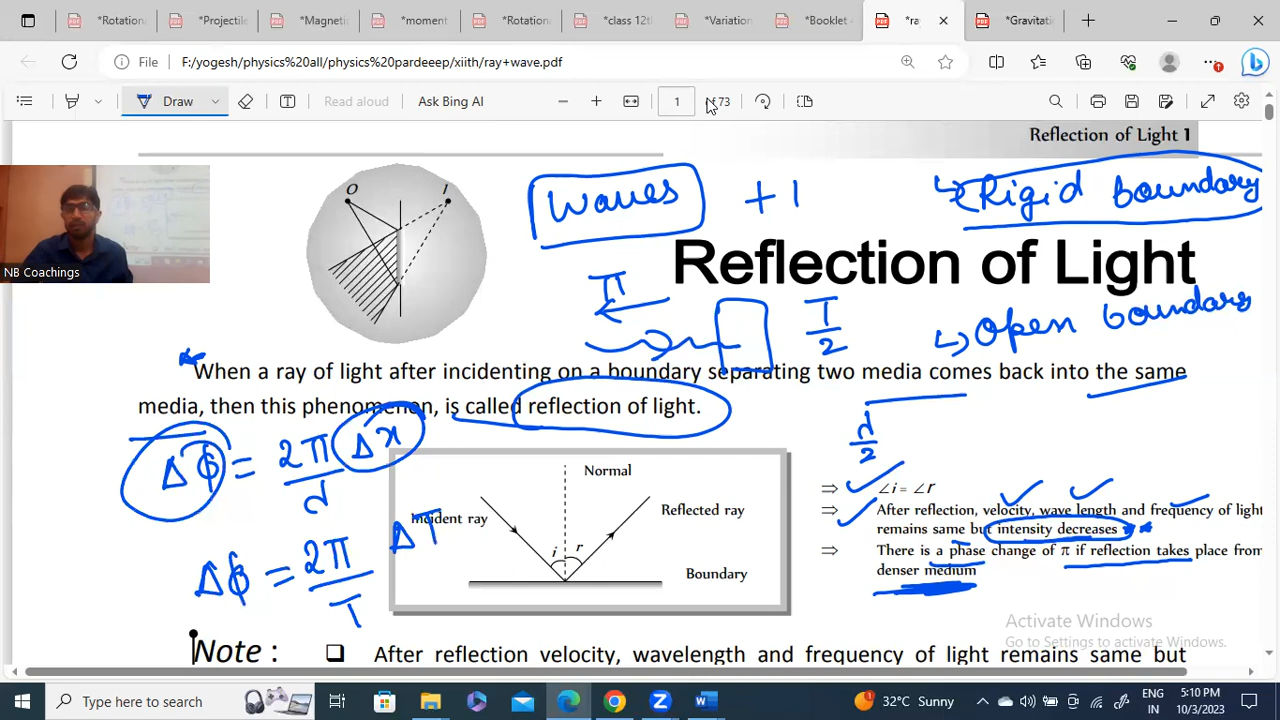 *Rotation
*Projectile
*Magneti
*moment
*Rotation
*class 12th
*Variation
*Booklet
*ra
*Gravitatio
File
F:/yogesh/physics%20all/physics%20pardeeep/xiith/ray+wave.pdf
Draw
Read aloud
Ask Bing AI
1
of 73
Reflection of Light 1
O
I
waves
+ 1
Rigid boundary
NB Coachings
Reflection of Light
π
T/2
open boundary
When a ray of light after incidenting on a boundary separating two media comes back into the same
media, then this phenomenon, is called reflection of light.
Δφ = 2π/λ Δx
λ/2
Normal
Incident ray
Reflected ray
i
r
Boundary
⇒ ∠i = ∠r
⇒ After reflection, velocity, wave length and frequency of light
remains same but intensity decreases
⇒ There is a phase change of π if reflection takes place from
denser medium
Δφ = 2π/T ΔT
Activate Windows
Go to Settings to activate Windows.
Note : ❑ After reflection velocity, wavelength and frequency of light remains same but
Type here to search
32°C Sunny
ENG
IN
5:10 PM
10/3/2023